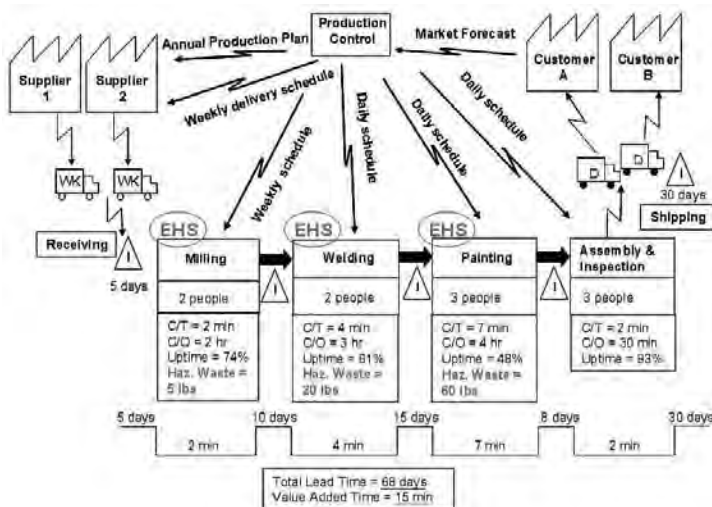 Annual Production Plan
Production
Control
Market Forecast
Supplier
1
Supplier
2
Customer
A
Customer
B
Weekly delivery schedule
Weekly schedule
Daily schedule
Daily schedule
Daily schedule
WK
WK
D
D
I
30 days
Shipping
Receiving
I
5 days
EHS
Milling
2 people
C/T = 2 min
C/O = 2 hr
Uptime = 74%
Haz. Waste =
5 lbs
I
EHS
Welding
2 people
C/T = 4 min
C/O = 3 hr
Uptime = 61%
Haz. Waste =
20 lbs
I
EHS
Painting
3 people
C/T = 7 min
C/O = 4 hr
Uptime = 48%
Haz. Waste =
60 lbs
I
Assembly &
Inspection
3 people
C/T = 2 min
C/O = 30 min
Uptime = 93%
5 days
10 days
15 days
8 days
30 days
2 min
4 min
7 min
2 min
Total Lead Time = 68 days
Value Added Time = 15 min